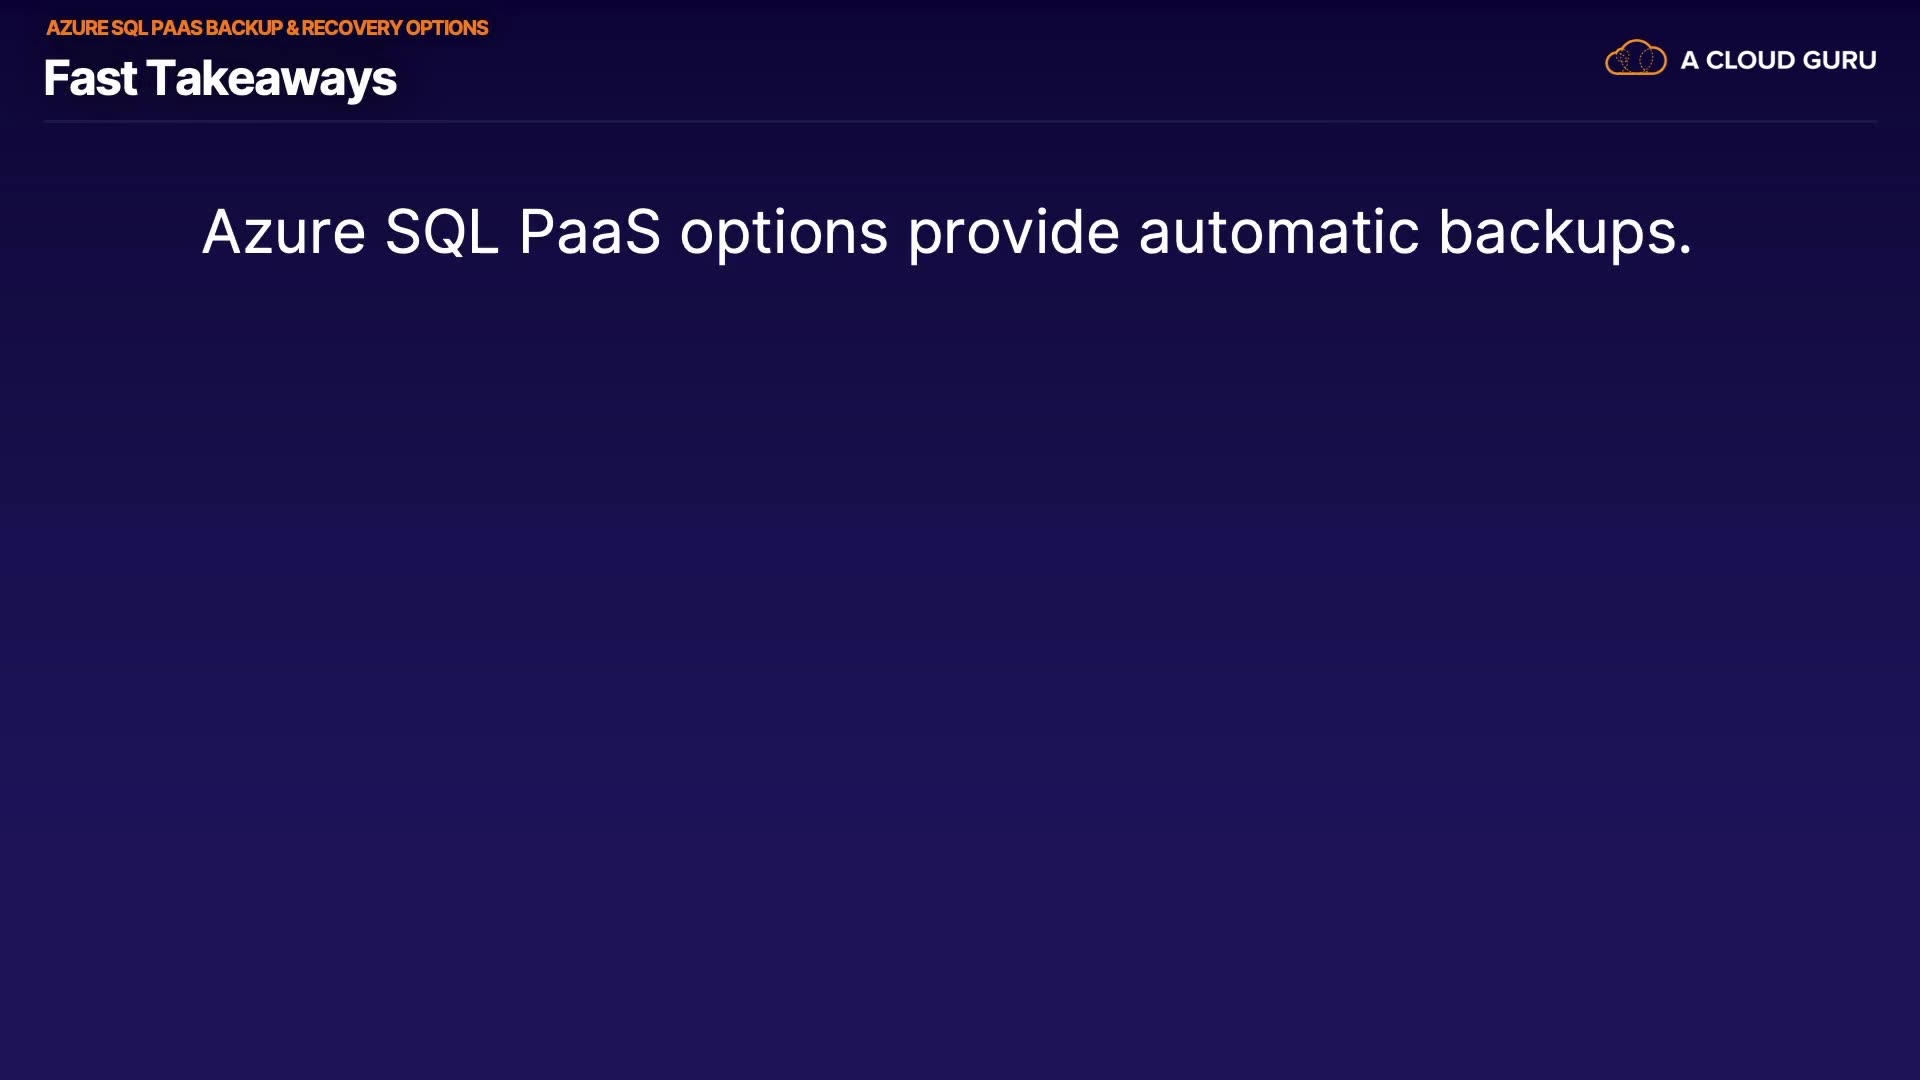 AZURE SQL PAAS BACKUP & RECOVERY OPTIONS
Fast Takeaways
A CLOUD GURU
Azure SQL PaaS options provide automatic backups.